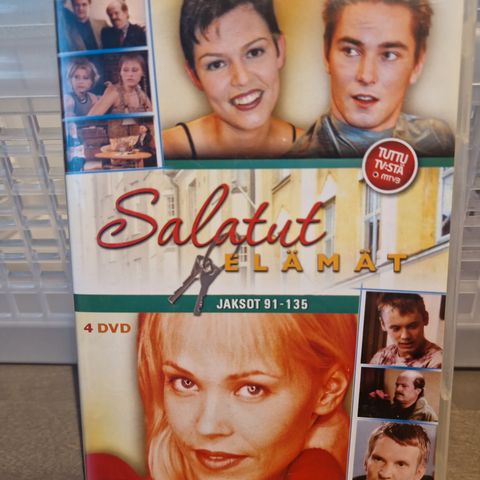 TUTTU
TV:STÄ
MTV3
Salatut
ELÄMÄT
JAKSOT 91-135
4 DVD